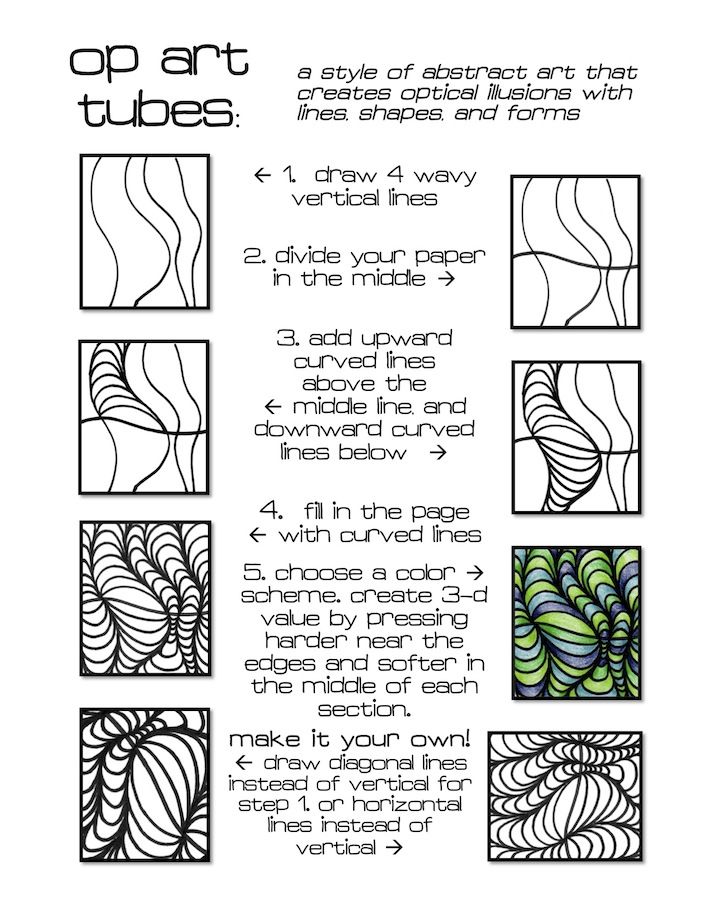 op art
tubes:
a style of abstract art that
creates optical illusions with
lines, shapes, and forms
← 1. draw 4 wavy
vertical lines
2. divide your paper
in the middle →
3. add upward
curved lines
above the
← middle line, and
downward curved
lines below →
4. fill in the page
← with curved lines
5. choose a color →
scheme. create 3-d
value by pressing
harder near the
edges and softer in
the middle of each
section.
make it your own!
← draw diagonal lines
instead of vertical for
step 1, or horizontal
lines instead of
vertical →